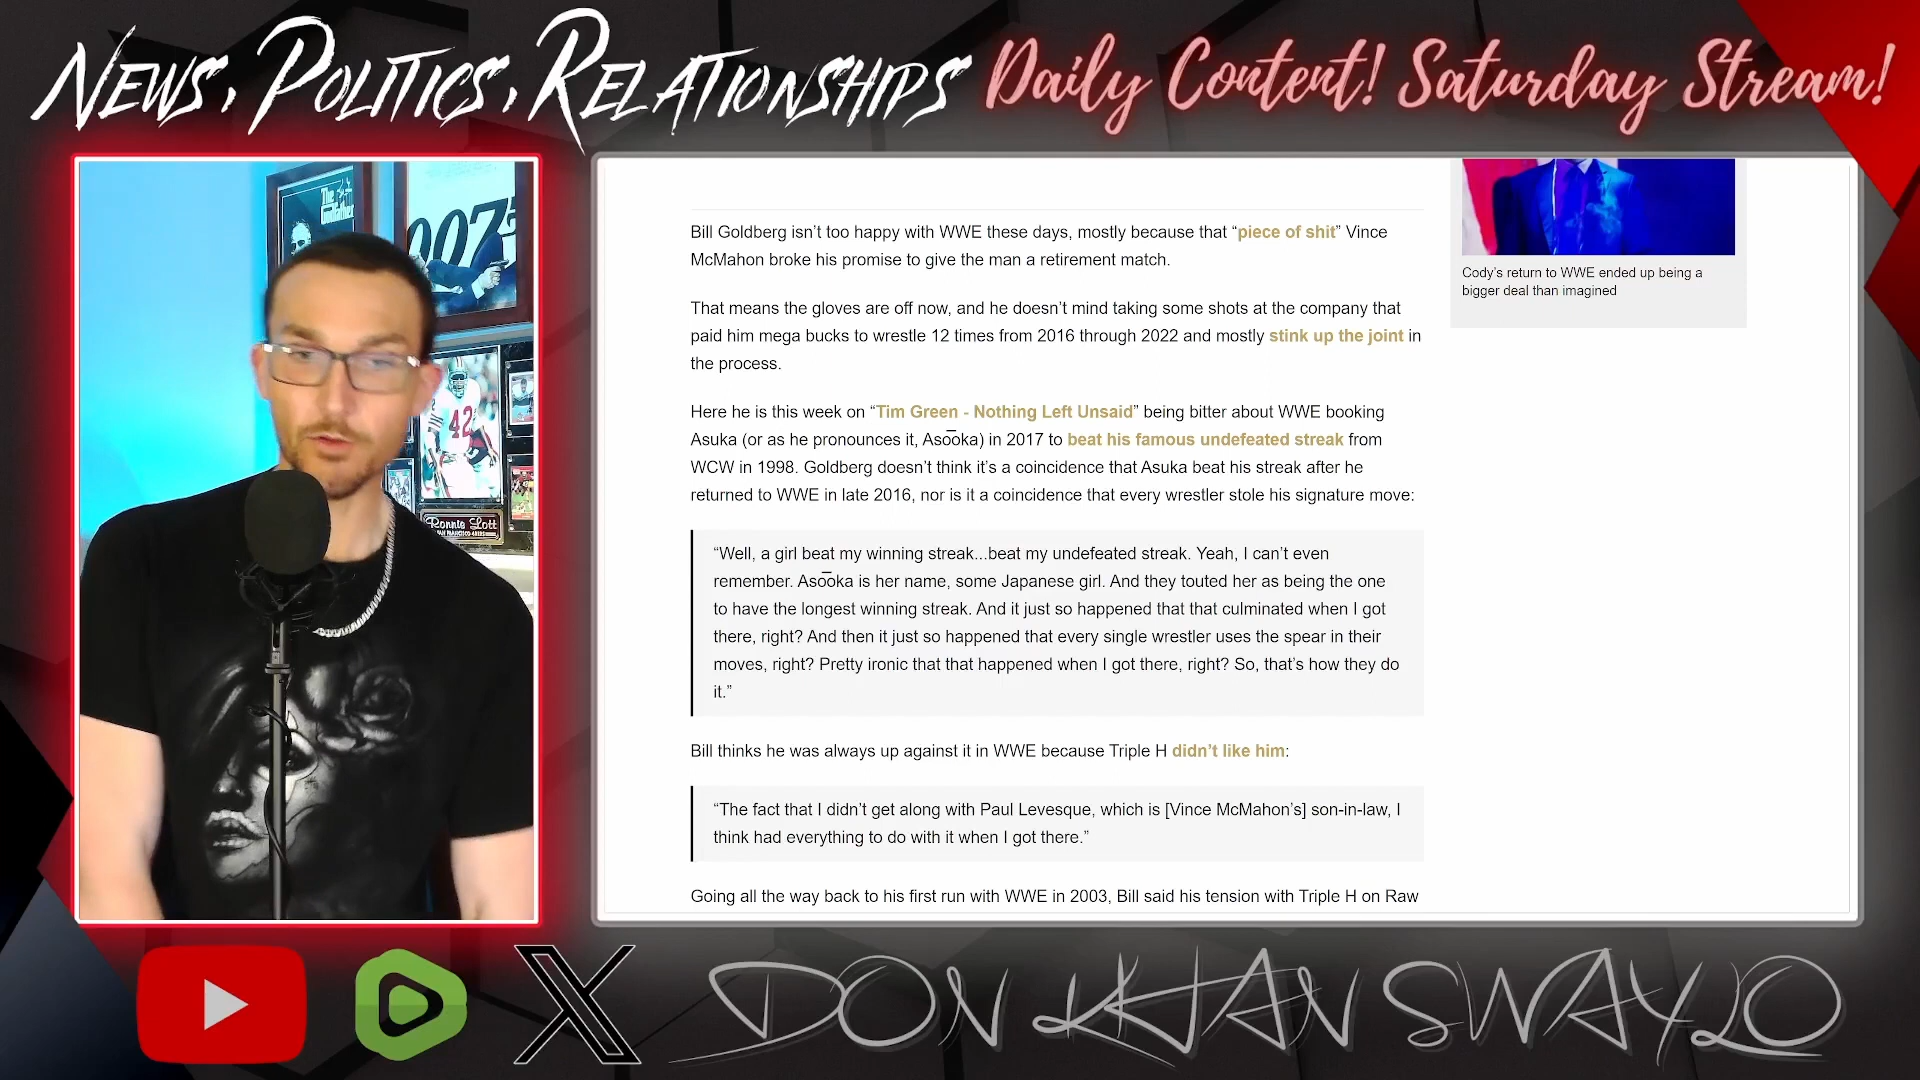 NEWS, POLITICS, RELATIONSHIPS
Daily Content! Saturday Stream!
The
Godfather
007
42
Ronnie Lott
SAN FRANCISCO 49ERS
Bill Goldberg isn’t too happy with WWE these days, mostly because that “piece of shit” Vince
McMahon broke his promise to give the man a retirement match.
That means the gloves are off now, and he doesn’t mind taking some shots at the company that
paid him mega bucks to wrestle 12 times from 2016 through 2022 and mostly stink up the joint in
the process.
Here he is this week on “Tim Green - Nothing Left Unsaid” being bitter about WWE booking
Asuka (or as he pronounces it, Aso͞oka) in 2017 to beat his famous undefeated streak from
WCW in 1998. Goldberg doesn’t think it’s a coincidence that Asuka beat his streak after he
returned to WWE in late 2016, nor is it a coincidence that every wrestler stole his signature move:
“Well, a girl beat my winning streak...beat my undefeated streak. Yeah, I can’t even
remember. Aso͞oka is her name, some Japanese girl. And they touted her as being the one
to have the longest winning streak. And it just so happened that that culminated when I got
there, right? And then it just so happened that every single wrestler uses the spear in their
moves, right? Pretty ironic that that happened when I got there, right? So, that’s how they do
it.”
Bill thinks he was always up against it in WWE because Triple H didn’t like him:
“The fact that I didn’t get along with Paul Levesque, which is [Vince McMahon’s] son-in-law, I
think had everything to do with it when I got there.”
Going all the way back to his first run with WWE in 2003, Bill said his tension with Triple H on Raw
Cody’s return to WWE ended up being a
bigger deal than imagined
X
DON KHAN SWAYLO